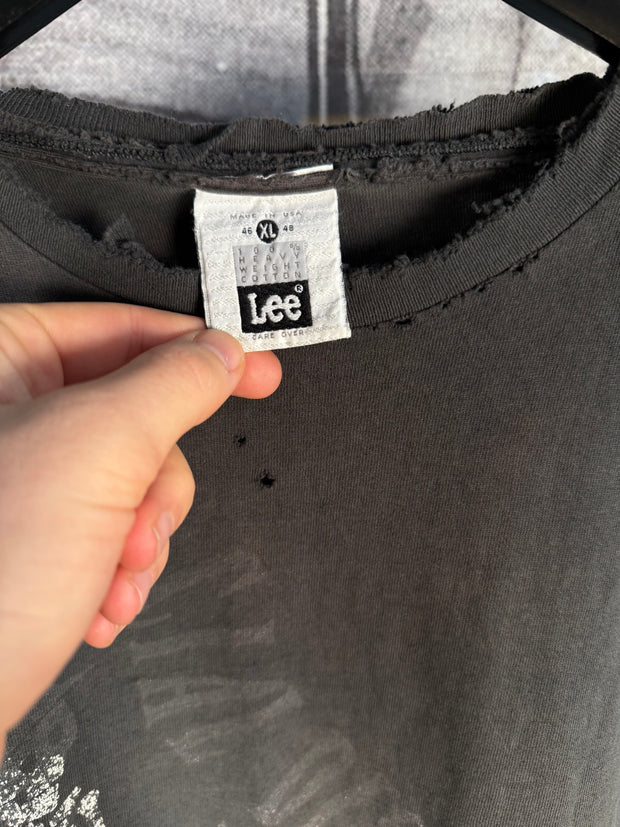 MADE IN USA
46 XL 48
100%
HEAVY
WEIGHT
COTTON
Lee®
CARE OVER